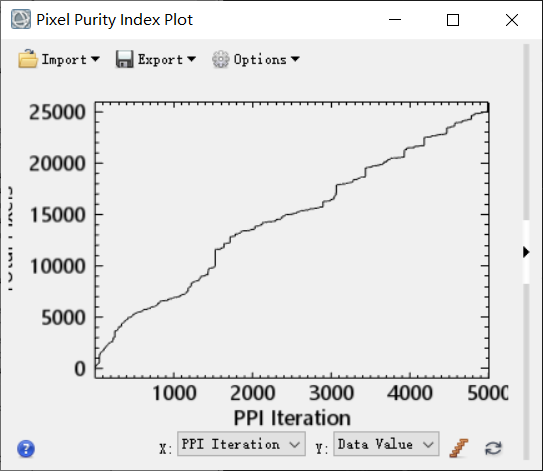 Pixel Purity Index Plot
Import Export Options
25000
20000
15000
10000
5000
0
1000 2000 3000 4000 5000
PPI Iteration
X: PPI Iteration Y: Data Value
?